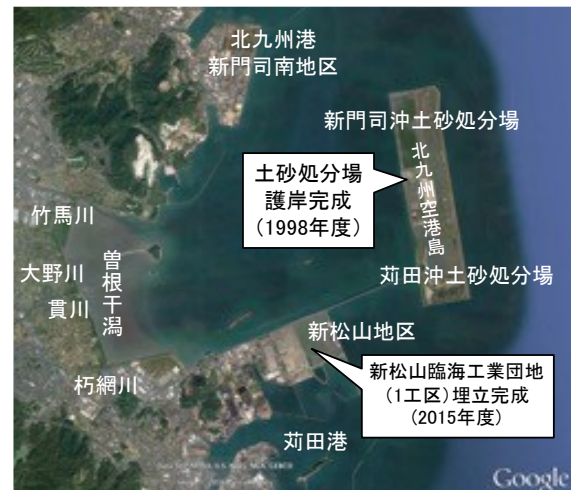 北九州港
新門司南地区
新門司沖土砂処分場
北九州空港島
土砂処分場
護岸完成
(1998年度)
竹馬川
大野川
曽根干潟
貫川
苅田沖土砂処分場
新松山地区
新松山臨海工業団地
(1工区)埋立完成
(2015年度)
朽網川
苅田港
Google